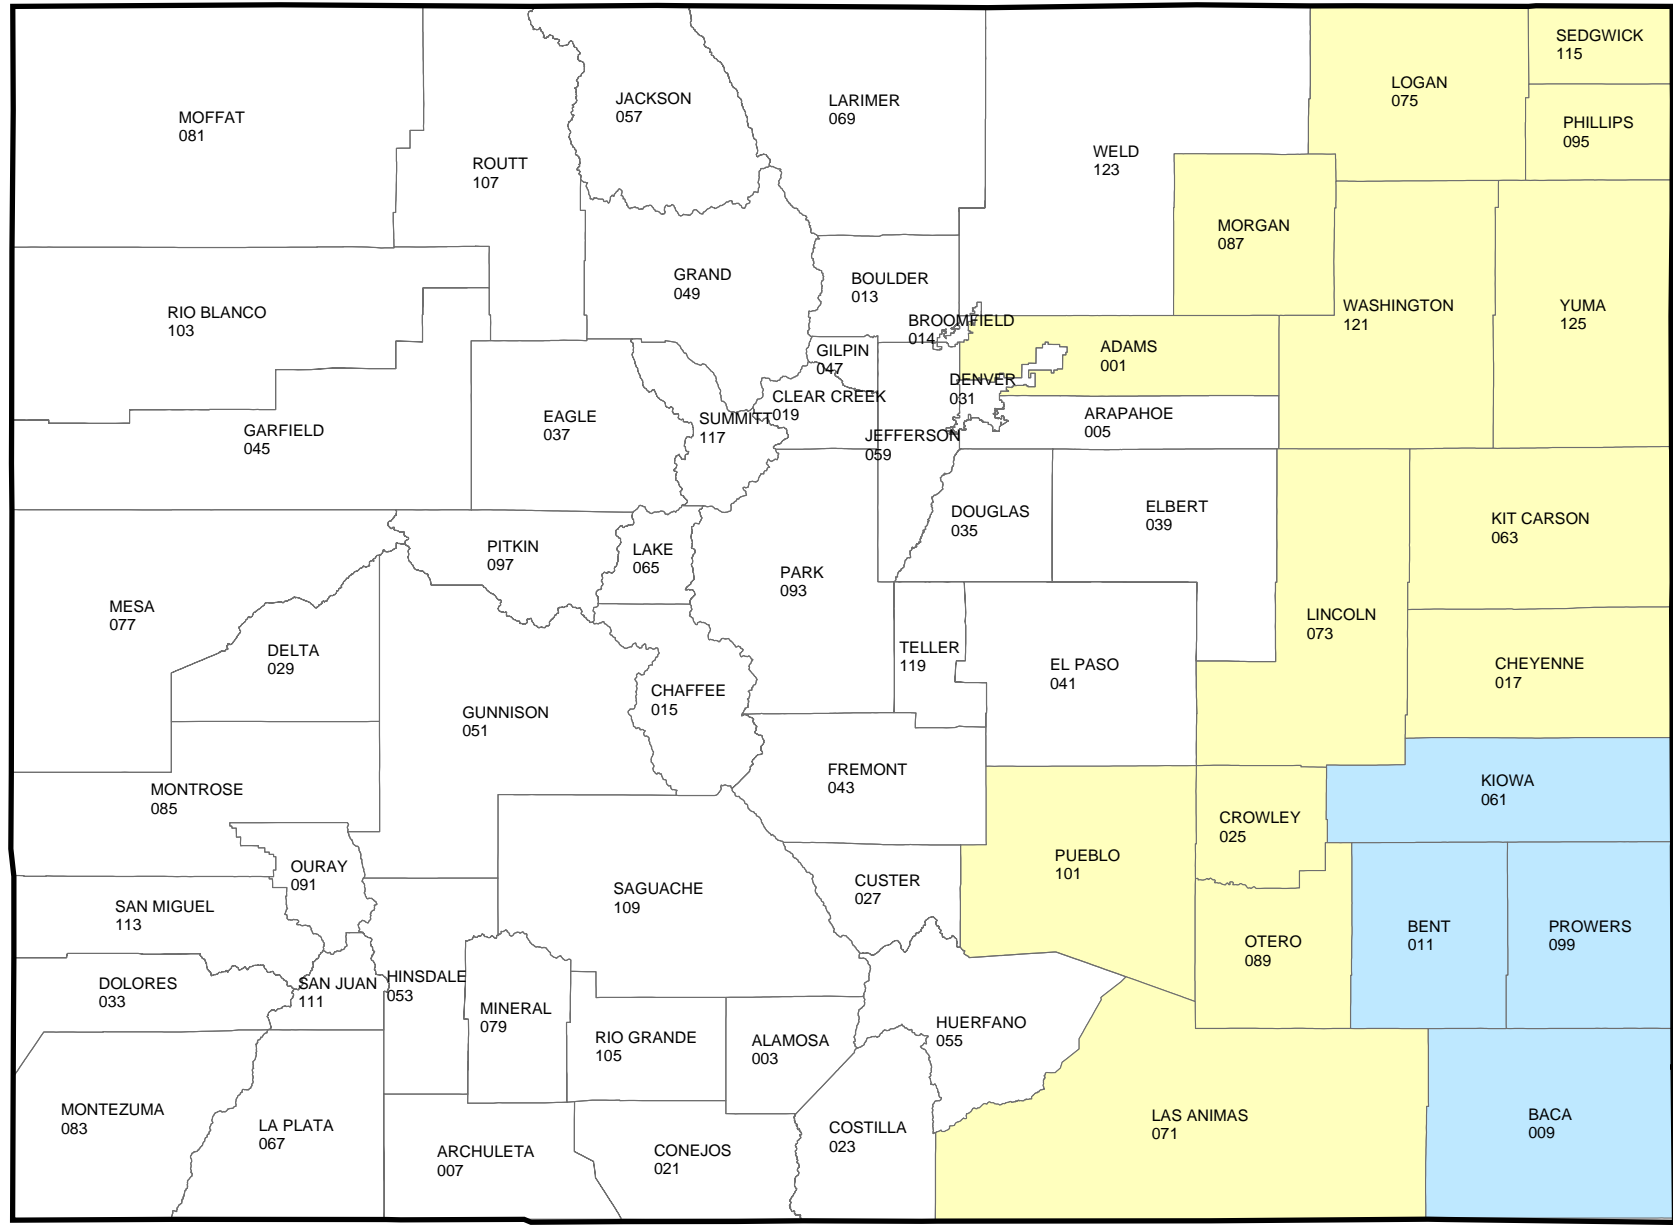 SEDGWICK
115
LOGAN
075
JACKSON
057
LARIMER
069
MOFFAT
081
PHILLIPS
095
WELD
123
ROUTT
107
MORGAN
087
GRAND
049
BOULDER
013
RIO BLANCO
103
WASHINGTON
121
YUMA
125
BROOMFIELD
014
GILPIN
047
ADAMS
001
DENVER
031
CLEAR CREEK
019
EAGLE
037
SUMMITT
117
ARAPAHOE
005
GARFIELD
045
JEFFERSON
059
DOUGLAS
035
ELBERT
039
KIT CARSON
063
PITKIN
097
LAKE
065
PARK
093
MESA
077
LINCOLN
073
DELTA
029
TELLER
119
EL PASO
041
CHEYENNE
017
CHAFFEE
015
GUNNISON
051
FREMONT
043
KIOWA
061
MONTROSE
085
CROWLEY
025
PUEBLO
101
OURAY
091
SAGUACHE
109
CUSTER
027
SAN MIGUEL
113
BENT
011
PROWERS
099
OTERO
089
DOLORES
033
SAN JUAN
111
HINSDALE
053
MINERAL
079
RIO GRANDE
105
ALAMOSA
003
HUERFANO
055
MONTEZUMA
083
LA PLATA
067
ARCHULETA
007
CONEJOS
021
COSTILLA
023
LAS ANIMAS
071
BACA
009